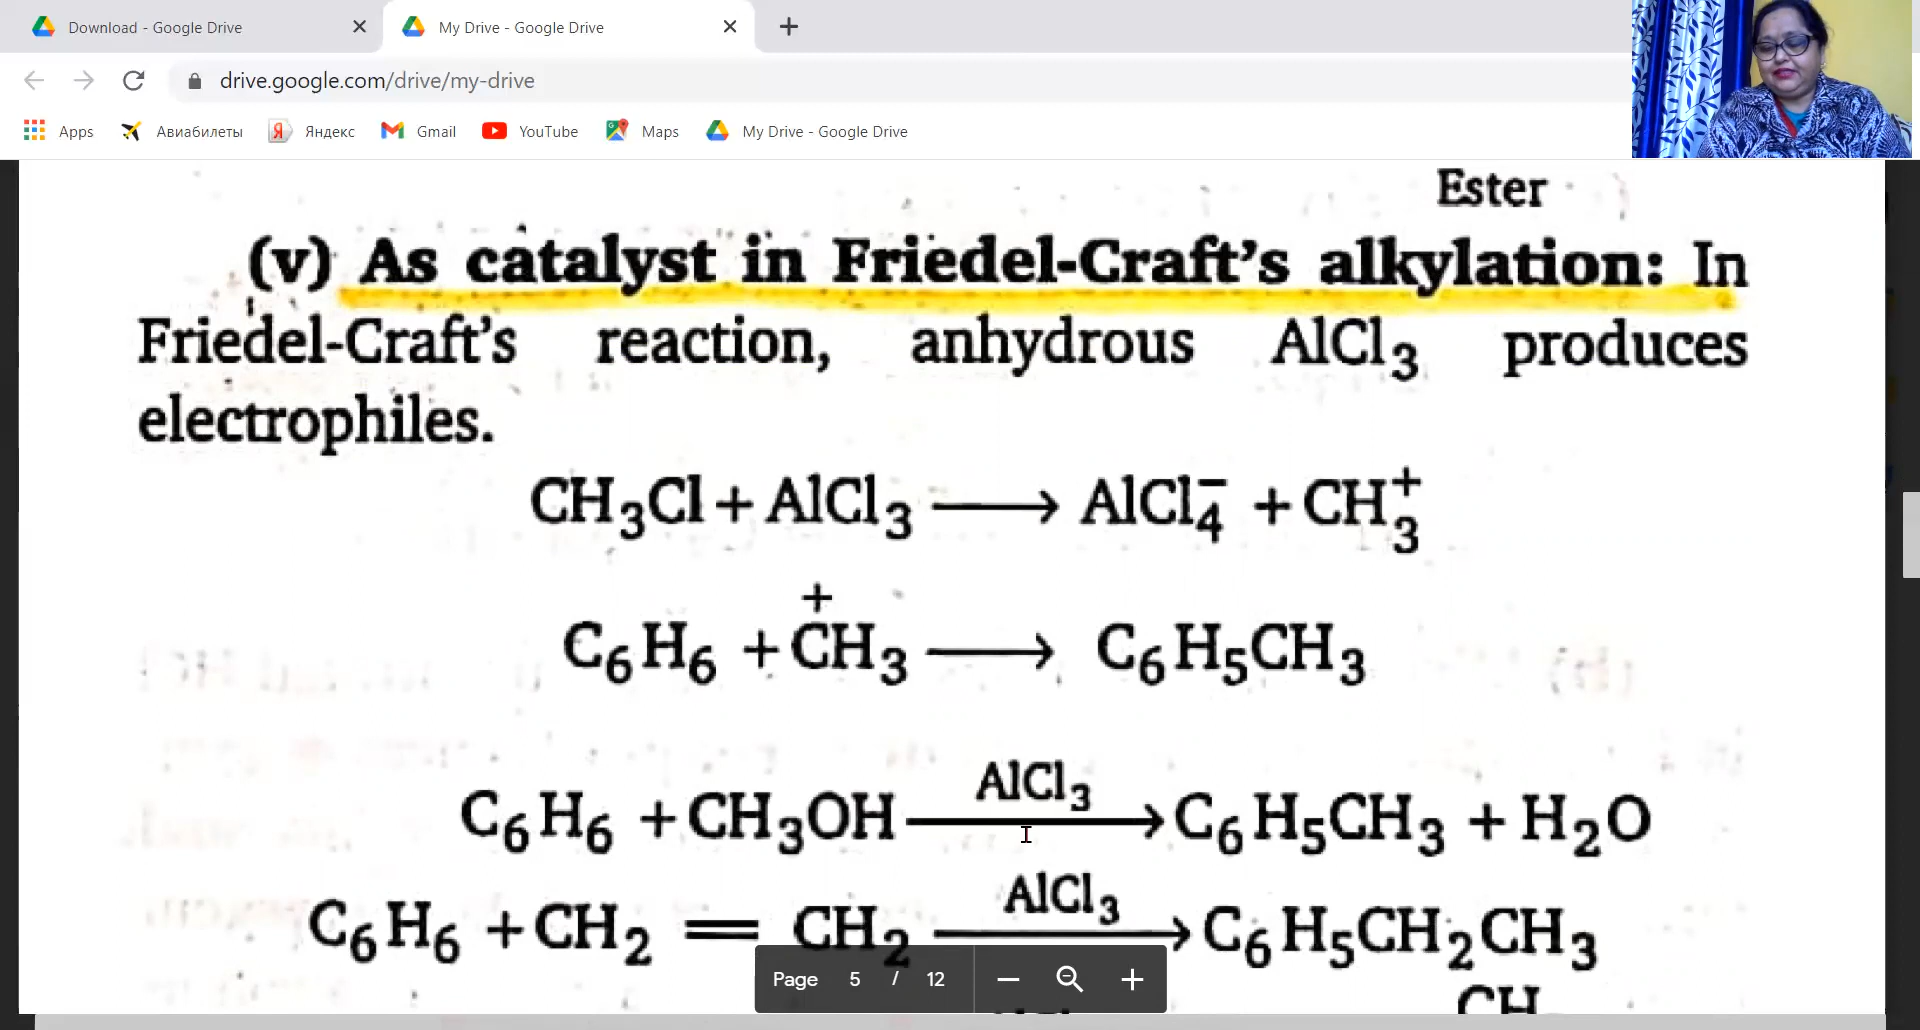 Download - Google Drive
My Drive - Google Drive
drive.google.com/drive/my-drive
Apps
Авиабилеты
Яндекс
Gmail
YouTube
Maps
My Drive - Google Drive
Ester
(v) As catalyst in Friedel-Craft's alkylation: In
Friedel-Craft's reaction, anhydrous AlCl₃ produces
electrophiles.
CH₃Cl + AlCl₃ ⟶ AlCl₄⁻ + CH₃⁺
+
C₆H₆ + CH₃ ⟶ C₆H₅CH₃
AlCl₃
C₆H₆ + CH₃OH ⟶ C₆H₅CH₃ + H₂O
AlCl₃
C₆H₆ + CH₂ = CH₂ ⟶ C₆H₅CH₂CH₃
Page 5 / 12
CH